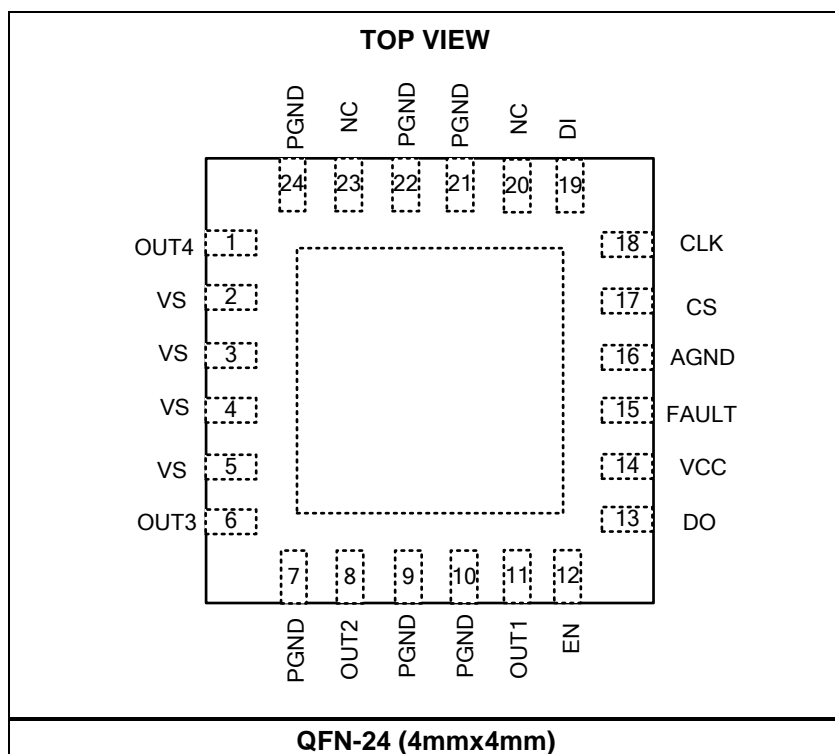 TOP VIEW
PGND NC PGND PGND NC DI
24 23 22 21 20 19
OUT4 1 18 CLK
VS 2 17 CS
VS 3 16 AGND
VS 4 15 FAULT
VS 5 14 VCC
OUT3 6 13 DO
7 8 9 10 11 12
PGND OUT2 PGND PGND OUT1 EN
QFN-24 (4mmx4mm)